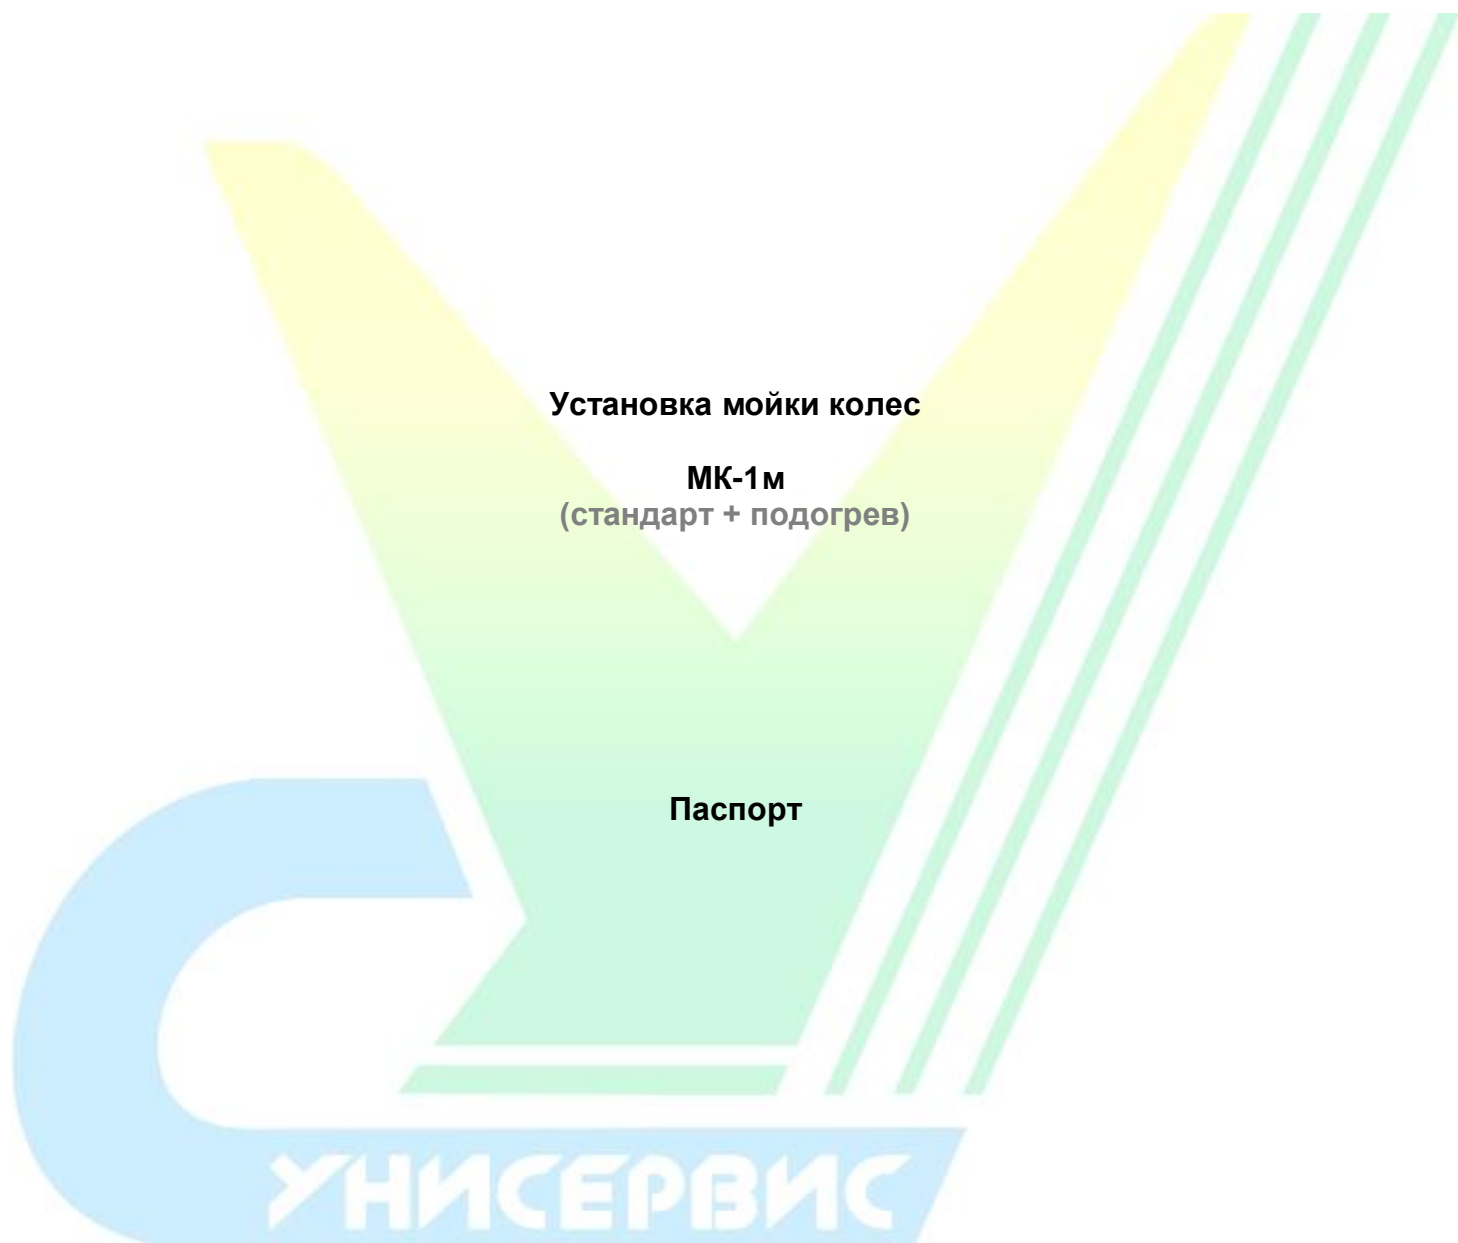 Установка мойки колес
МК-1м
(стандарт + подогрев)
Паспорт
УНИСЕРВИС